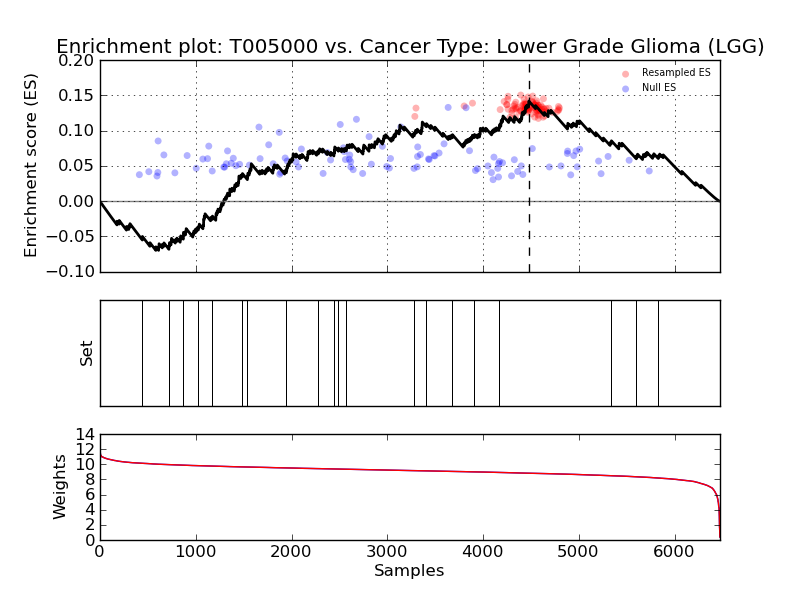 Enrichment plot: T005000 vs. Cancer Type: Lower Grade Glioma (LGG)
Enrichment score (ES)
0.20
0.15
0.10
0.05
0.00
−0.05
−0.10
Resampled ES
Null ES
Set
Weights
14
12
10
8
6
4
2
0
0 1000 2000 3000 4000 5000 6000
Samples